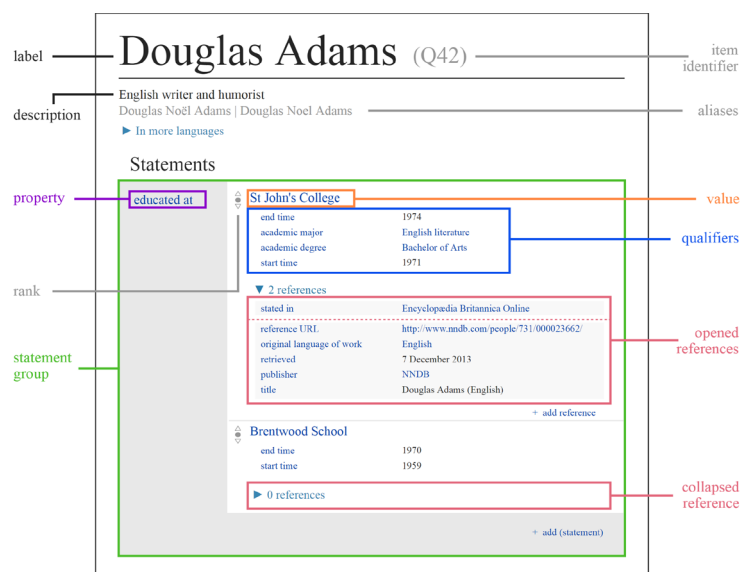 label
Douglas Adams (Q42)
item
identifier
description
English writer and humorist
Douglas Noël Adams | Douglas Noel Adams
aliases
► In more languages
Statements
property
educated at
St John's College
value
end time 1974
academic major English literature
qualifiers
academic degree Bachelor of Arts
start time 1971
rank
▼ 2 references
stated in Encyclopædia Britannica Online
reference URL http://www.nndb.com/people/731/000023662/
opened
references
original language of work English
statement
group
retrieved 7 December 2013
publisher NNDB
title Douglas Adams (English)
+ add reference
Brentwood School
end time 1970
start time 1959
► 0 references
collapsed
reference
+ add (statement)